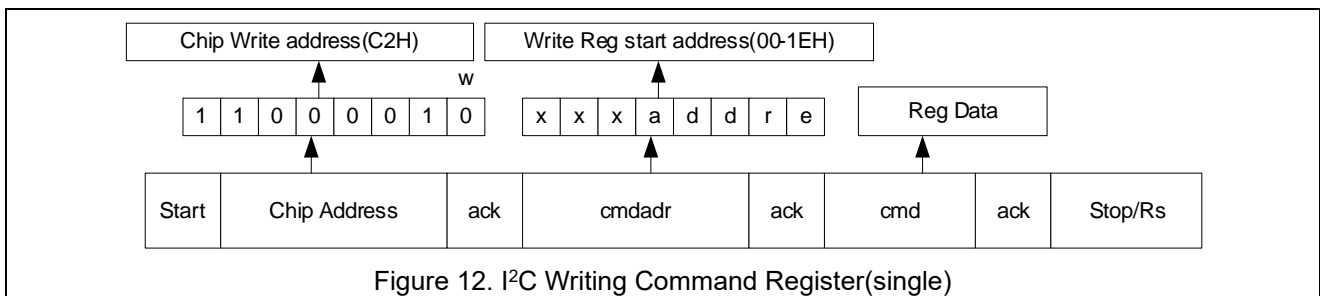 Chip Write address(C2H) Write Reg start address(00-1EH)
w
1 1 0 0 0 0 1 0 x x x a d d r e Reg Data
Start Chip Address ack cmdadr ack cmd ack Stop/Rs
Figure 12. I²C Writing Command Register(single)